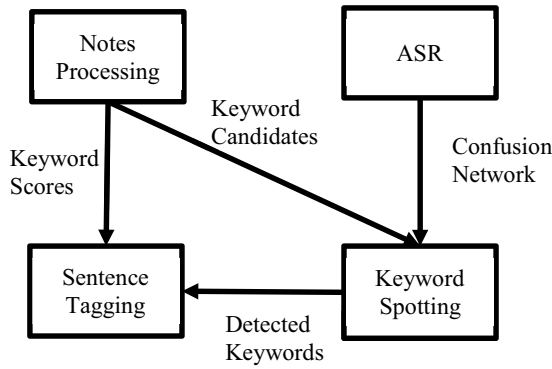 Notes
Processing
ASR
Keyword
Candidates
Keyword
Scores
Confusion
Network
Sentence
Tagging
Keyword
Spotting
Detected
Keywords